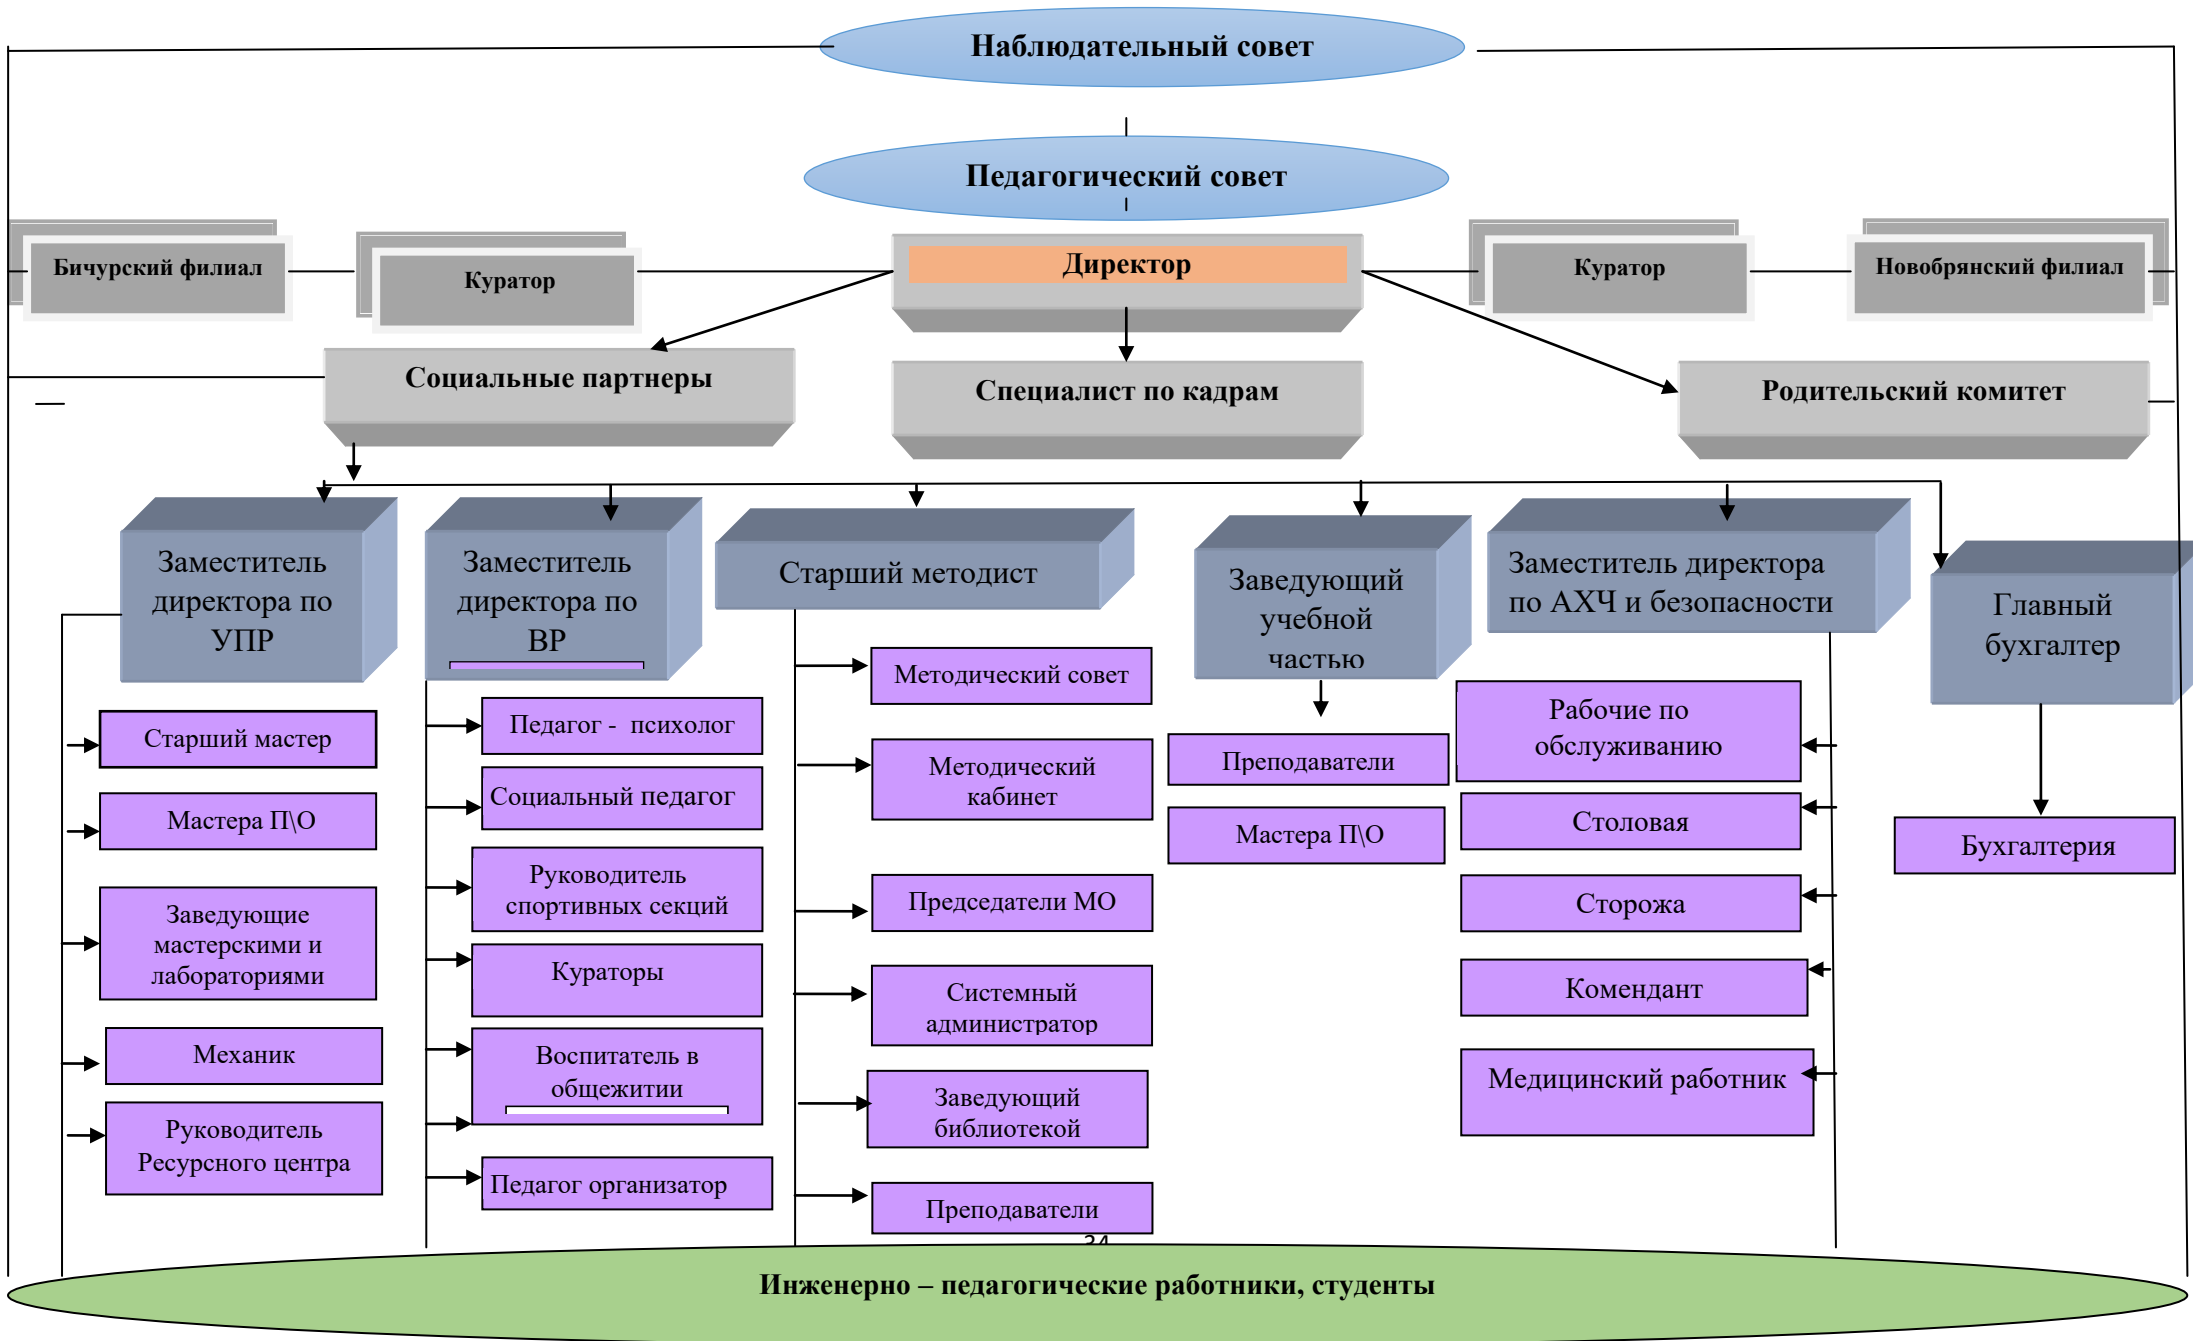 Наблюдательный совет
Педагогический совет
Бичурский филиал
Куратор
Директор
Куратор
Новобрянский филиал
Социальные партнеры
Специалист по кадрам
Родительский комитет
Заместитель
директора по
УПР
Заместитель
директора по
ВР
Старший методист
Заведующий
учебной
частью
Заместитель директора
по АХЧ и безопасности
Главный
бухгалтер
Старший мастер
Мастера П\О
Заведующие
мастерскими и
лабораториями
Механик
Руководитель
Ресурсного центра
Педагог - психолог
Социальный педагог
Руководитель
спортивных секций
Кураторы
Воспитатель в
общежитии
Педагог организатор
Методический совет
Методический
кабинет
Председатели МО
Системный
администратор
Заведующий
библиотекой
Преподаватели
Преподаватели
Мастера П\О
Рабочие по
обслуживанию
Столовая
Сторожа
Комендант
Медицинский работник
Бухгалтерия
34
Инженерно – педагогические работники, студенты